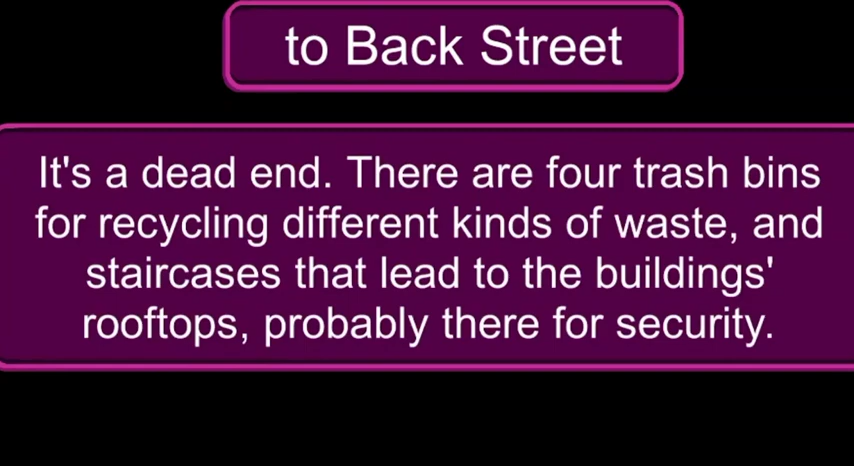 to Back Street
It's a dead end. There are four trash bins
for recycling different kinds of waste, and
staircases that lead to the buildings'
rooftops, probably there for security.